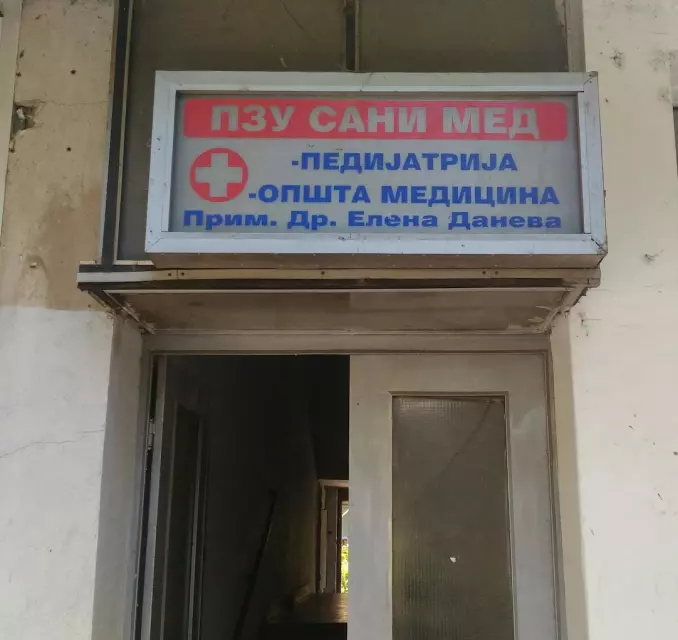 ПЗУ САНИ МЕД
-ПЕДИЈАТРИЈА
-ОПШТА МЕДИЦИНА
Прим. Др. Елена Данева